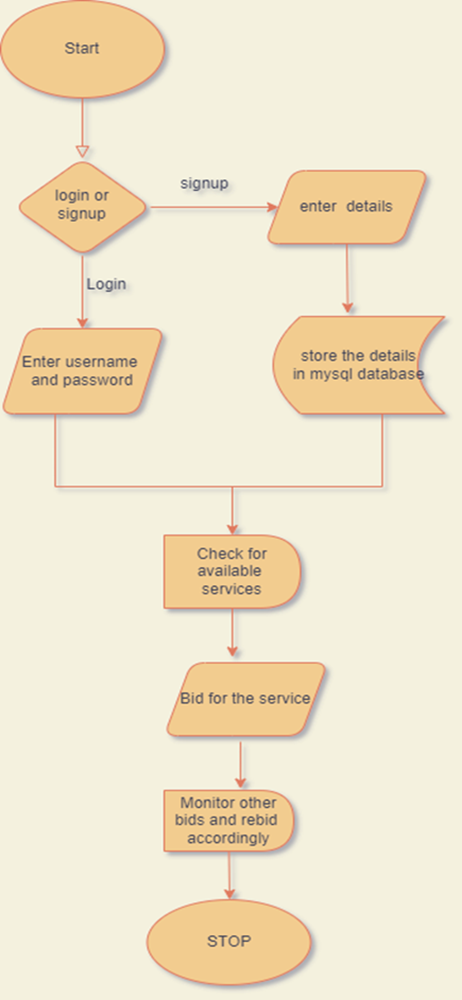 Start
login or
signup
signup
enter details
Login
Enter username
and password
store the details
in mysql database
Check for
available
services
Bid for the service
Monitor other
bids and rebid
accordingly
STOP